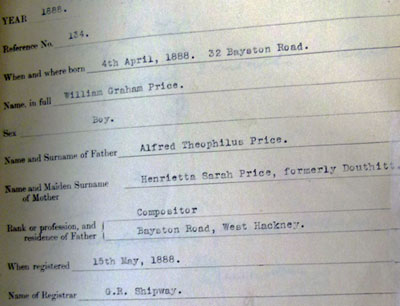 YEAR 1888.
Reference No. 134.
When and where born 4th April, 1888. 32 Bayston Road.
Name, in full William Graham Price.
Sex Boy.
Name and Surname of Father Alfred Theophilus Price.
Name and Maiden Surname of Mother Henrietta Sarah Price, formerly Douthitt.
Rank or profession, and residence of Father Compositor
Bayston Road, West Hackney.
When registered 15th May, 1888.
Name of Registrar G.R. Shipway.